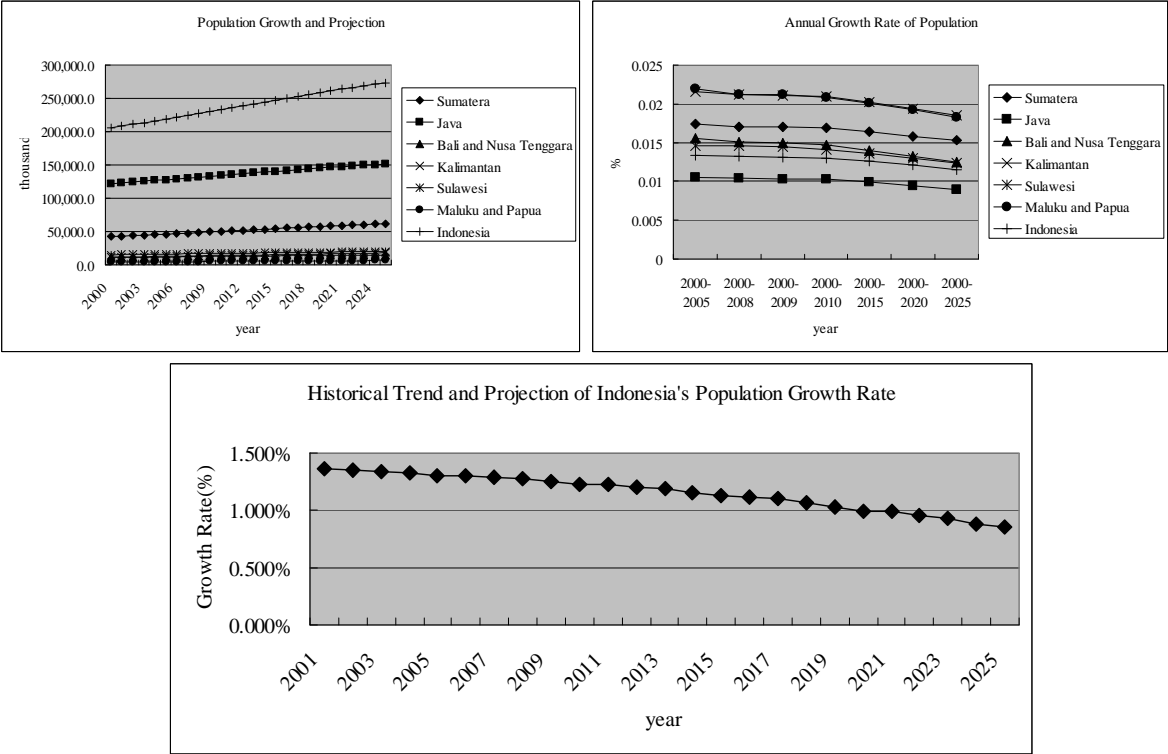 Population Growth and Projection
300,000.0
250,000.0
200,000.0
150,000.0
100,000.0
50,000.0
0.0
thousand
2000
2003
2006
2009
2012
2015
2018
2021
2024
year
Sumatera
Java
Bali and Nusa Tenggara
Kalimantan
Sulawesi
Maluku and Papua
Indonesia
Annual Growth Rate of Population
0.025
0.02
0.015
0.01
0.005
0
%
2000- 2000- 2000- 2000- 2000- 2000- 2000-
2005 2008 2009 2010 2015 2020 2025
year
Sumatera
Java
Bali and Nusa Tenggara
Kalimantan
Sulawesi
Maluku and Papua
Indonesia
Historical Trend and Projection of Indonesia's Population Growth Rate
1.500%
1.000%
0.500%
0.000%
Growth Rate(%)
2001
2003
2005
2007
2009
2011
2013
2015
2017
2019
2021
2023
2025
year